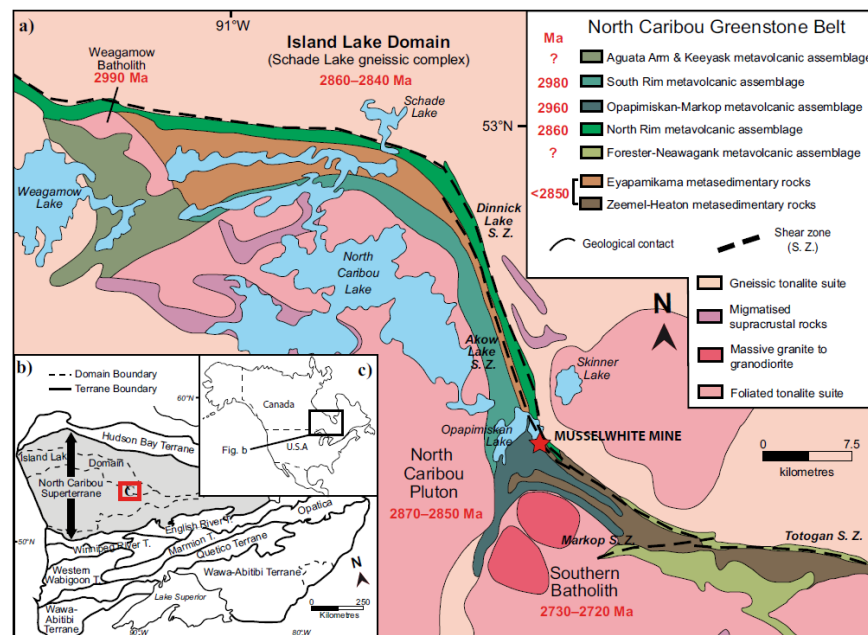 a)
91°W
Weagamow
Batholith
2990 Ma
Island Lake Domain
(Schade Lake gneissic complex)
2860–2840 Ma
Schade
Lake
53°N
Weagamow
Lake
North
Caribou
Lake
Dinnick
Lake
S. Z.
Akow
Lake
S. Z.
Skinner
Lake
Opapimiskan
Lake
MUSSELWHITE MINE
North
Caribou
Pluton
2870–2850 Ma
Markop S. Z.
Totogan S. Z.
Southern
Batholith
2730–2720 Ma
0 7.5
kilometres
N
North Caribou Greenstone Belt
Ma
? Aguata Arm & Keeyask metavolcanic assemblage
2980 South Rim metavolcanic assemblage
2960 Opapimiskan-Markop metavolcanic assemblage
2860 North Rim metavolcanic assemblage
? Forester-Neawagank metavolcanic assemblage
<2850 Eyapamikama metasedimentary rocks
Zeemel-Heaton metasedimentary rocks
Geological contact
Shear zone
(S. Z.)
Gneissic tonalite suite
Migmatised
supracrustal rocks
Massive granite to
granodiorite
Foliated tonalite suite
b)
Domain Boundary
Terrane Boundary
60°N
Hudson Bay Terrane
Island Lake
Domain
North Caribou
Superterrane
50°N
English River T.
Winnipeg River T.
Marmion T.
Opatica
Quetico Terrane
Western
Wabigoon T.
Wawa-Abitibi Terrane
Wawa-
Abitibi
Terrane
Lake Superior
N
0 250
Kilometres
90°W
80°W
c)
Canada
U.S.A
Fig. b